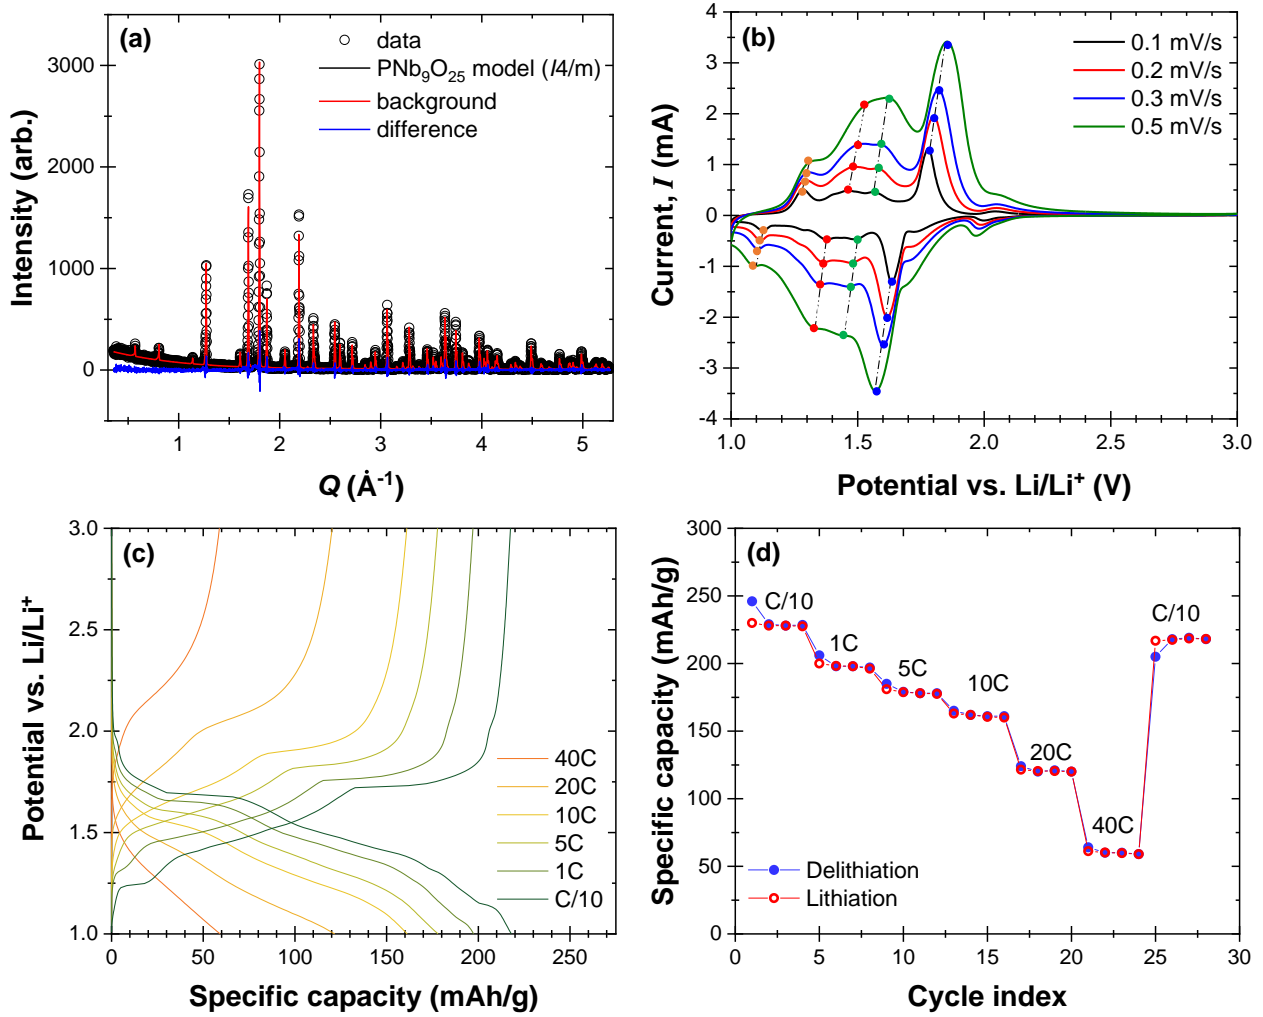 (a)
data
PNb₉O₂₅ model (I4/m)
background
difference
3000
2000
1000
0
Intensity (arb.)
1 2 3 4 5
Q (Å⁻¹)
(b)
0.1 mV/s
0.2 mV/s
0.3 mV/s
0.5 mV/s
4
3
2
1
0
-1
-2
-3
-4
Current, I (mA)
1.0 1.5 2.0 2.5 3.0
Potential vs. Li/Li⁺ (V)
(c)
3.0
2.5
2.0
1.5
1.0
Potential vs. Li/Li⁺
40C
20C
10C
5C
1C
C/10
0 50 100 150 200 250
Specific capacity (mAh/g)
(d)
300
250
200
150
100
50
0
Specific capacity (mAh/g)
C/10
1C
5C
10C
20C
40C
C/10
Delithiation
Lithiation
0 5 10 15 20 25 30
Cycle index